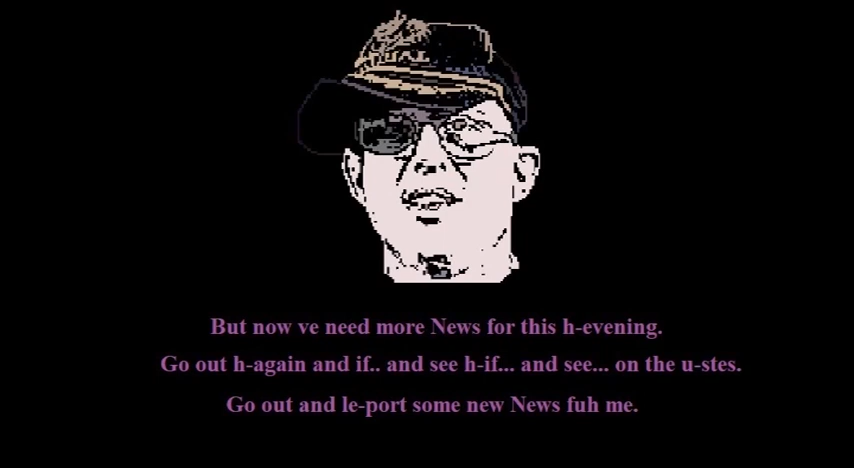 But now ve need more News for this h-evening.
Go out h-again and if.. and see h-if... and see... on the u-stes.
Go out and le-port some new News fuh me.